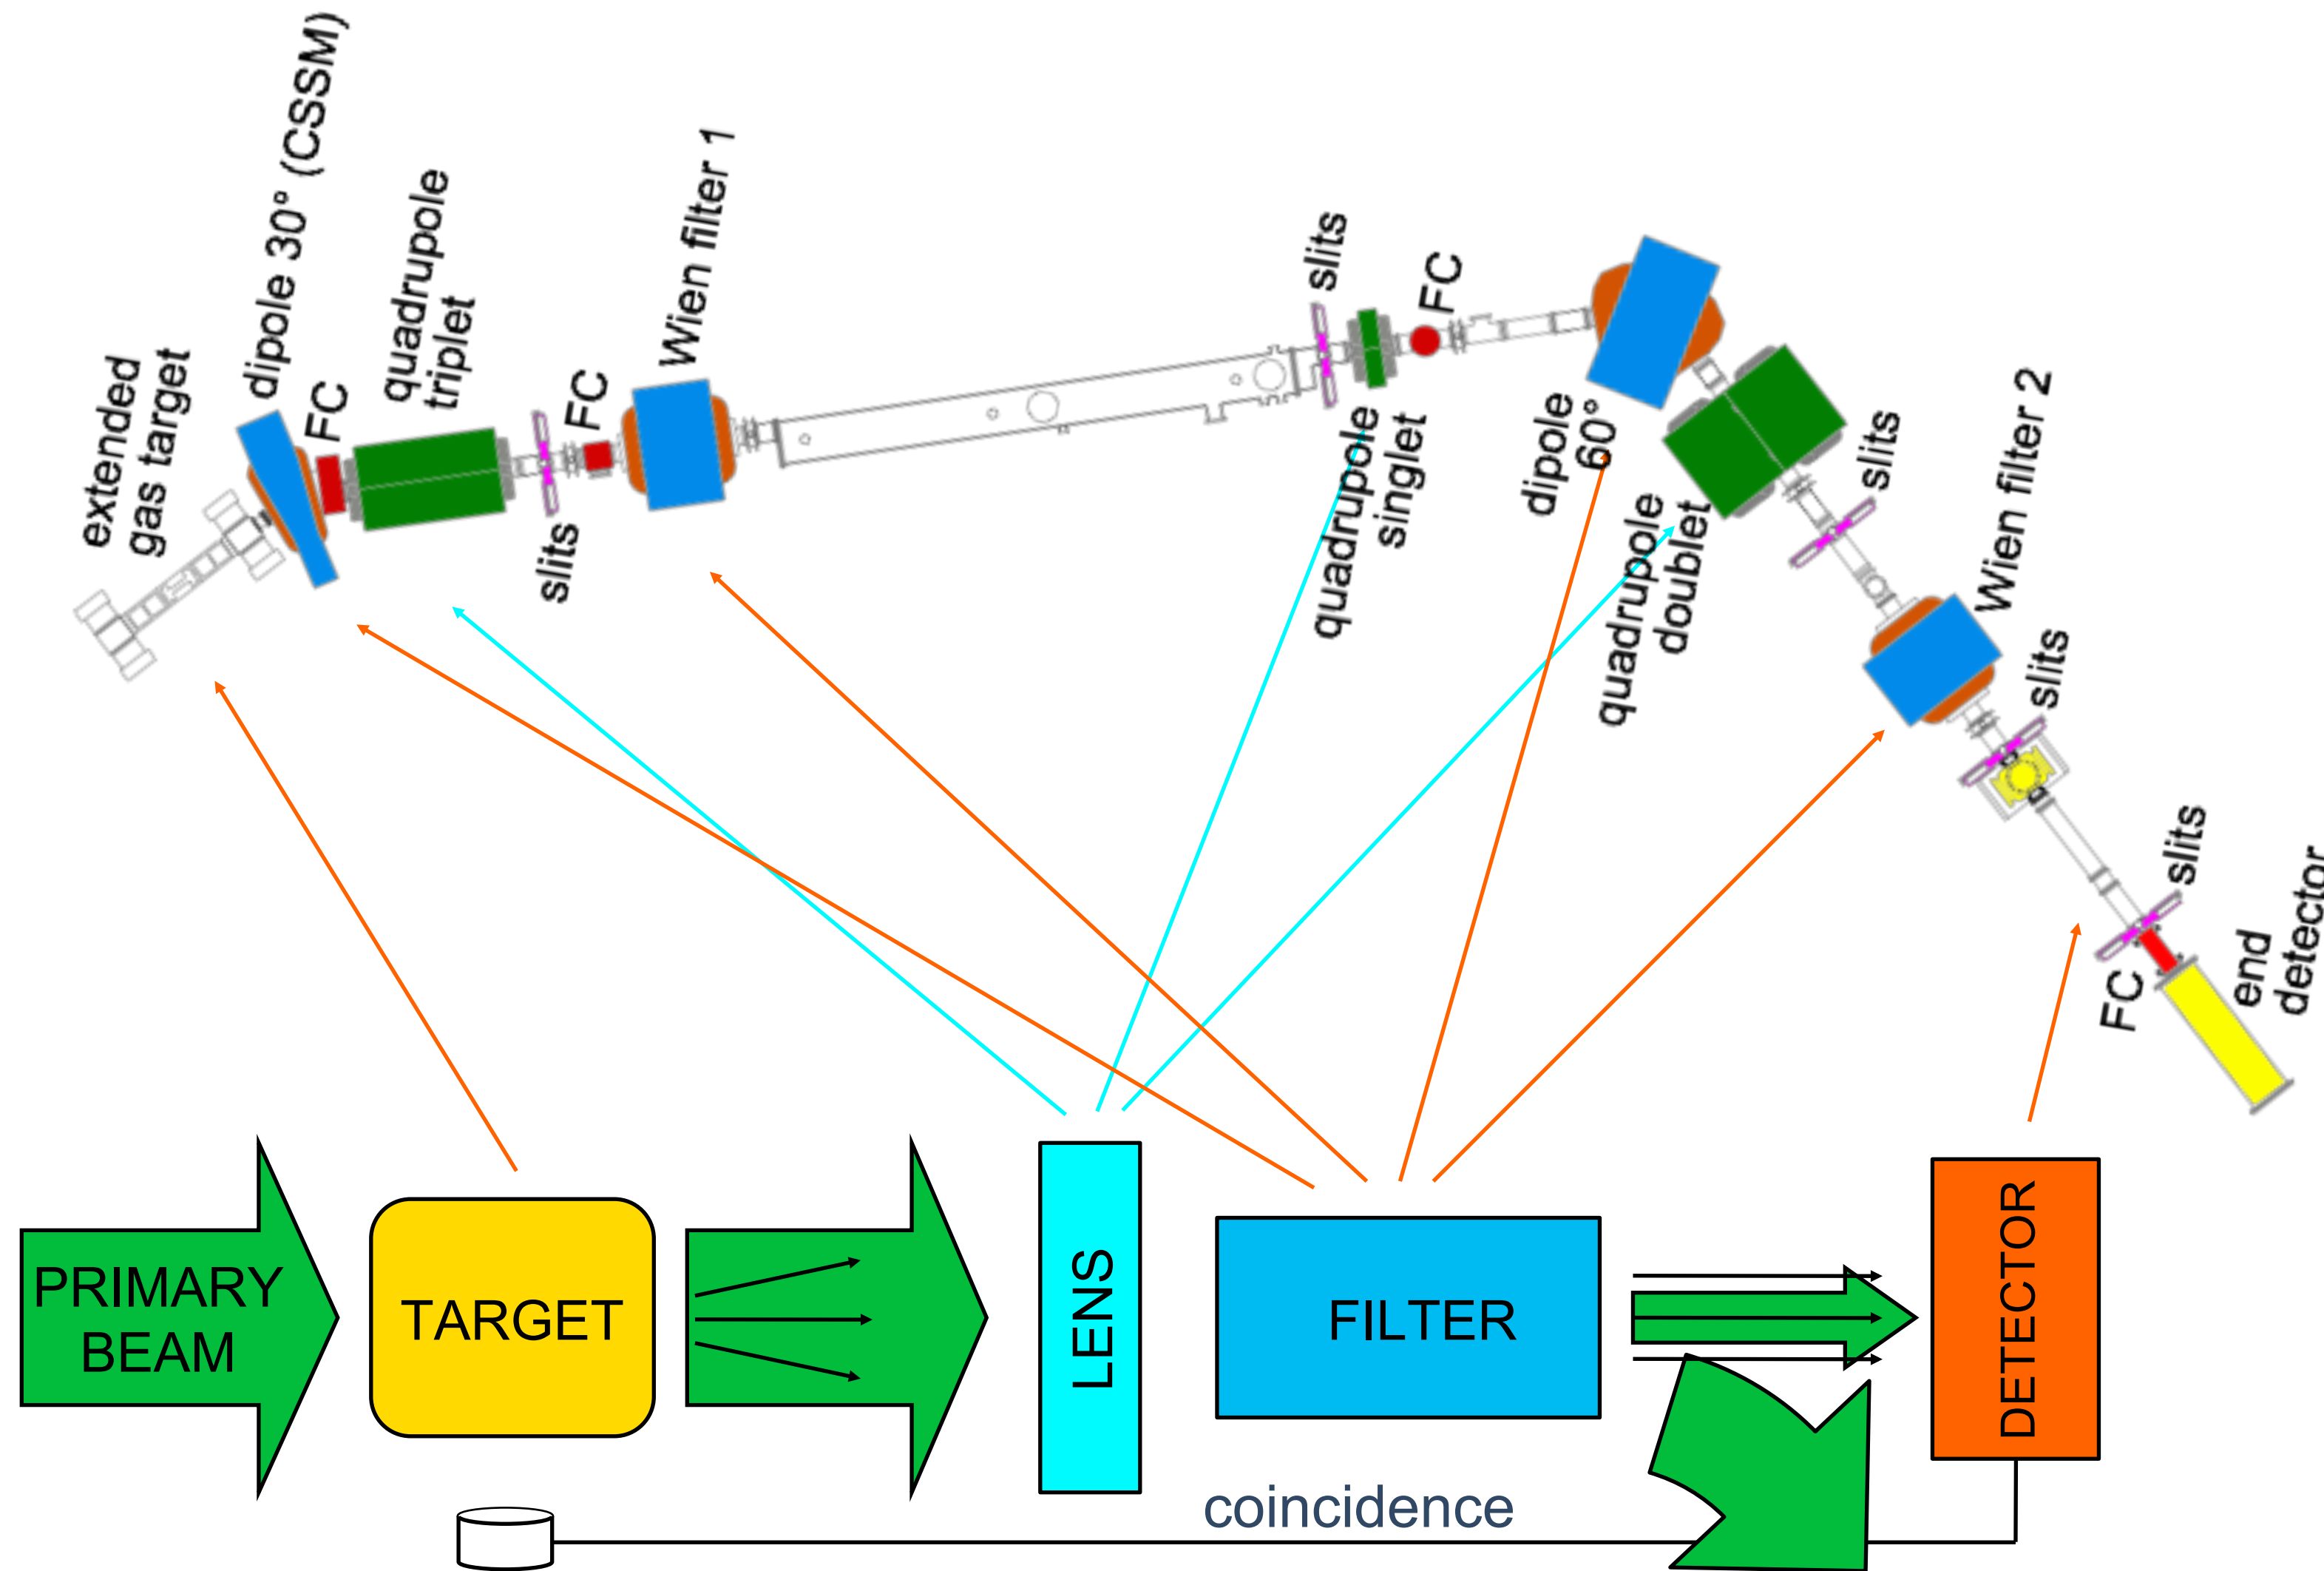 extended
gas target
dipole 30° (CSSM)
FC
quadrupole
triplet
slits
FC
Wien filter 1
slits
quadrupole
singlet
FC
dipole
60°
quadrupole
doublet
slits
Wien filter 2
slits
slits
FC
end
detector
PRIMARY
BEAM
TARGET
LENS
FILTER
DETECTOR
coincidence